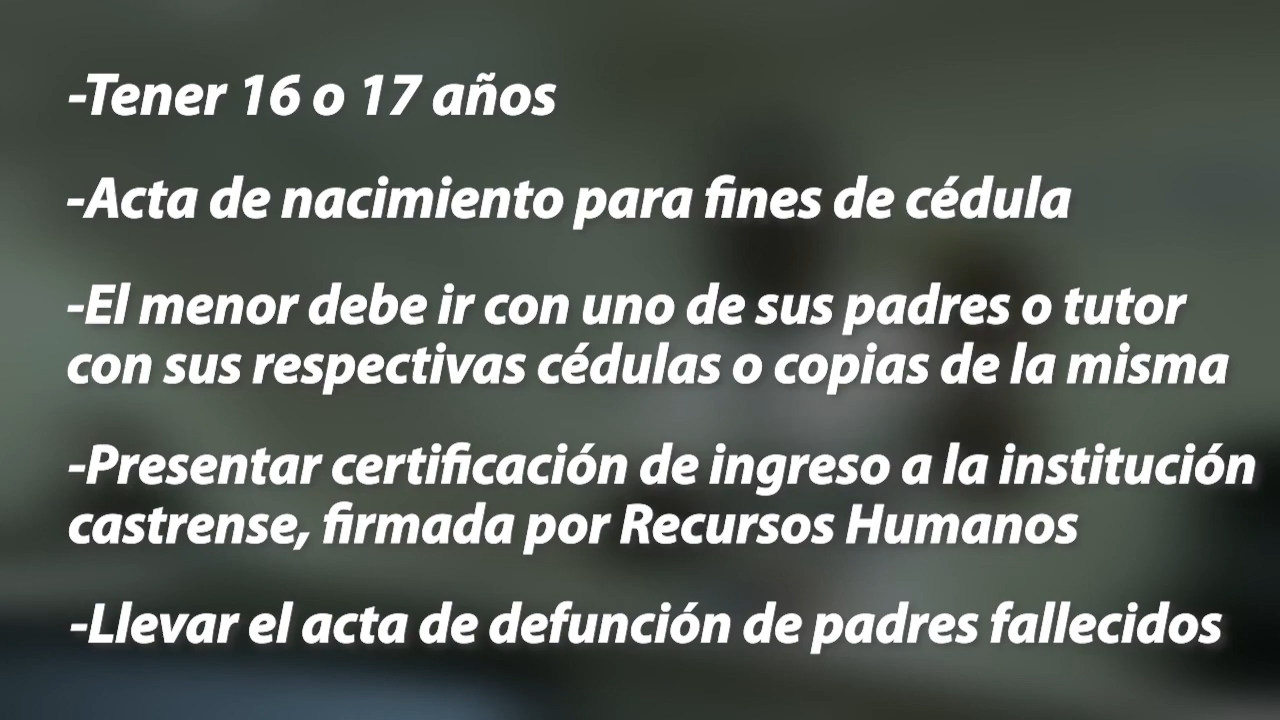 -Tener 16 o 17 años
-Acta de nacimiento para fines de cédula
-El menor debe ir con uno de sus padres o tutor
con sus respectivas cédulas o copias de la misma
-Presentar certificación de ingreso a la institución
castrense, firmada por Recursos Humanos
-Llevar el acta de defunción de padres fallecidos